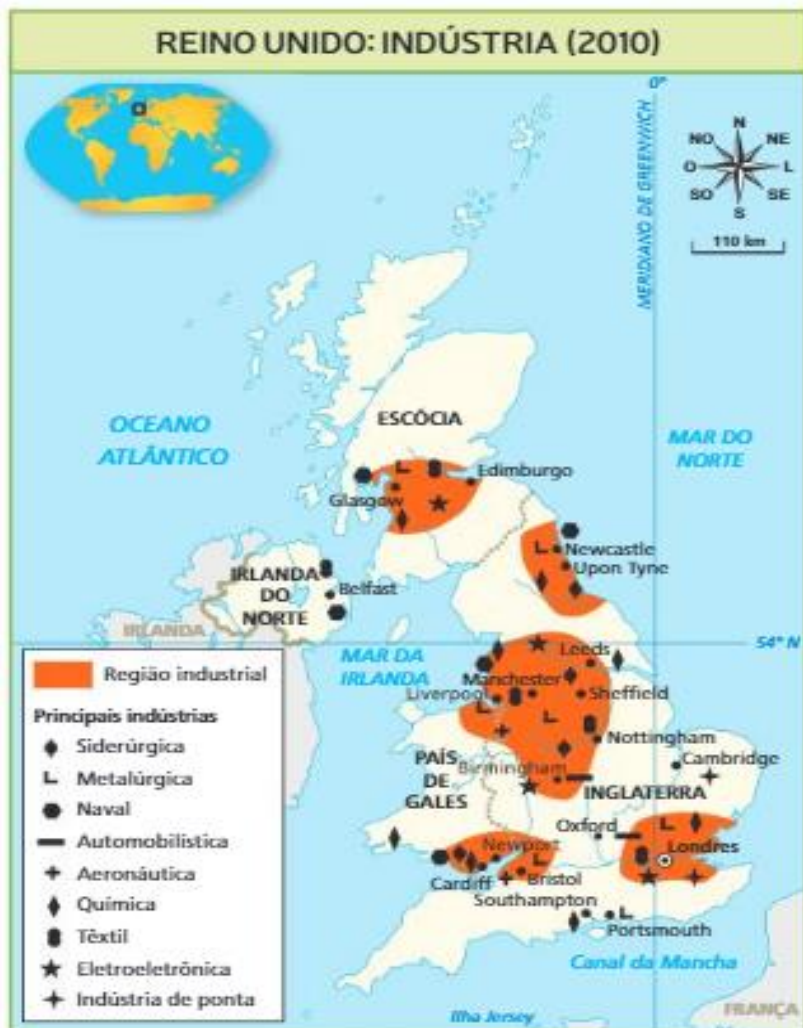 REINO UNIDO: INDÚSTRIA (2010)
0°
MERIDIANO DE GREENWICH
N
NO
NE
O
L
SO
SE
S
110 km
OCEANO
ATLÂNTICO
ESCÓCIA
MAR DO
NORTE
Edimburgo
Glasgow
Newcastle
Upon Tyne
IRLANDA
DO
NORTE
Belfast
IRLANDA
54° N
MAR DA
IRLANDA
Leeds
Manchester
Liverpool
Sheffield
Nottingham
Cambridge
PAÍS
DE
GALES
Birmingham
INGLATERRA
Oxford
Londres
Newport
Cardiff
Bristol
Southampton
Portsmouth
Canal da Mancha
FRANÇA
Ilha Jersey
Região industrial
Principais indústrias
Siderúrgica
Metalúrgica
Naval
Automobilística
Aeronáutica
Química
Têxtil
Eletroeletrônica
Indústria de ponta